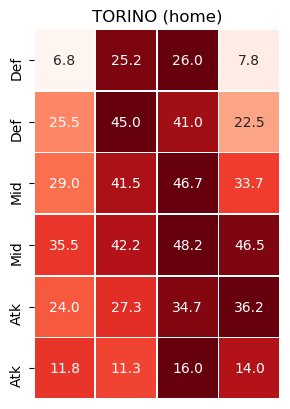 TORINO (home)
Def 6.8 25.2 26.0 7.8
Def 25.5 45.0 41.0 22.5
Mid 29.0 41.5 46.7 33.7
Mid 35.5 42.2 48.2 46.5
Atk 24.0 27.3 34.7 36.2
Atk 11.8 11.3 16.0 14.0